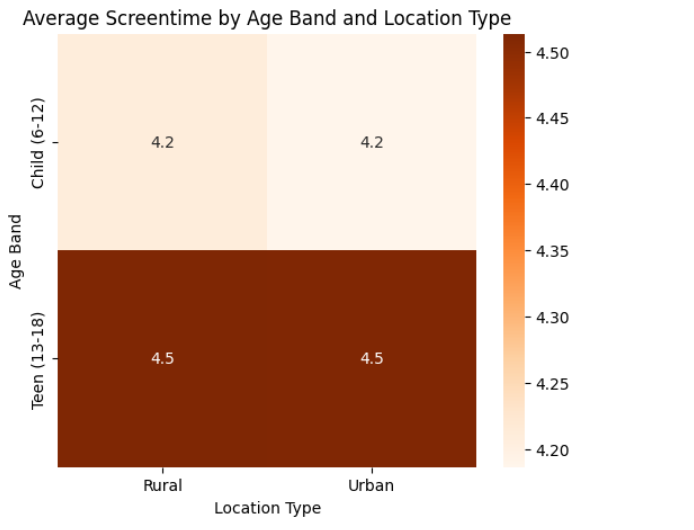 Average Screentime by Age Band and Location Type
Child (6-12)
Teen (13-18)
Age Band
4.2 4.2
4.5 4.5
Rural Urban
Location Type
4.50
4.45
4.40
4.35
4.30
4.25
4.20